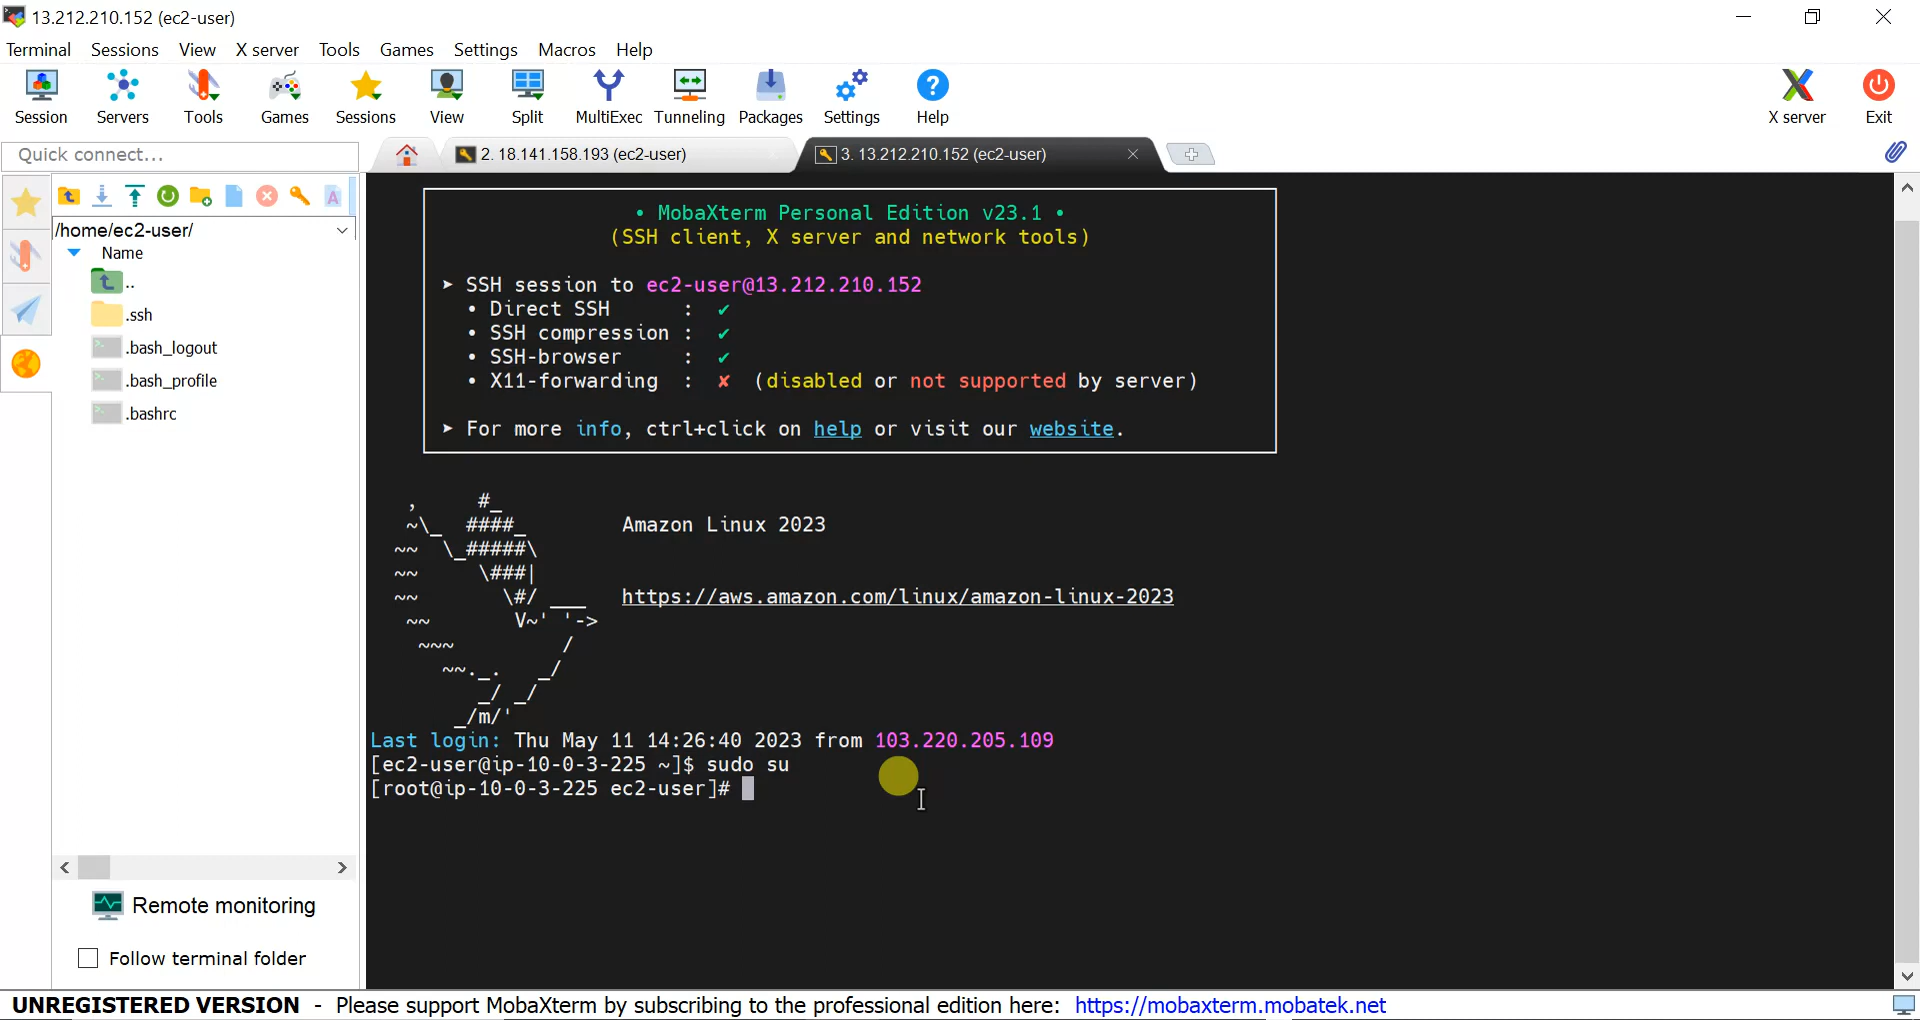 13.212.210.152 (ec2-user)
Terminal Sessions View X server Tools Games Settings Macros Help
Session Servers Tools Games Sessions View Split MultiExec Tunneling Packages Settings Help X server Exit
Quick connect...
2. 18.141.158.193 (ec2-user)
3. 13.212.210.152 (ec2-user)
/home/ec2-user/
Name
..
.ssh
.bash_logout
.bash_profile
.bashrc
Remote monitoring
Follow terminal folder
• MobaXterm Personal Edition v23.1 •
(SSH client, X server and network tools)
➤ SSH session to ec2-user@13.212.210.152
• Direct SSH : ✔
• SSH compression : ✔
• SSH-browser : ✔
• X11-forwarding : ✘ (disabled or not supported by server)
➤ For more info, ctrl+click on help or visit our website.
   ,     #_
   ~\_  ####_        Amazon Linux 2023
  ~~  \_#####\
  ~~     \###|
  ~~       \#/ ___   https://aws.amazon.com/linux/amazon-linux-2023
   ~~       V~' '->
    ~~~         /
      ~~._.   _/
         _/ _/
       _/m/'
Last login: Thu May 11 14:26:40 2023 from 103.220.205.109
[ec2-user@ip-10-0-3-225 ~]$ sudo su
[root@ip-10-0-3-225 ec2-user]#
UNREGISTERED VERSION - Please support MobaXterm by subscribing to the professional edition here: https://mobaxterm.mobatek.net